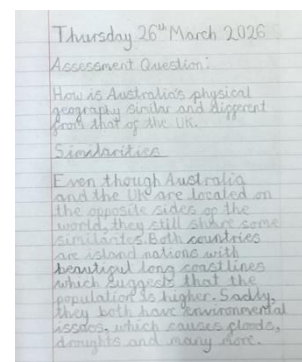 Thursday 26th March 2026
Assessment Question:
How is Australia's physical
geography similar and different
from that of the UK.
Similarities
Even though Australia
and the UK are located on
the opposite sides of the
world, they still share some
similarates. Both countries
are island nations with
beautiful long coastlines
which suggests that the
population is higher. Sadly,
they both have environmental
issues, which causes floods,
droughts and many more.